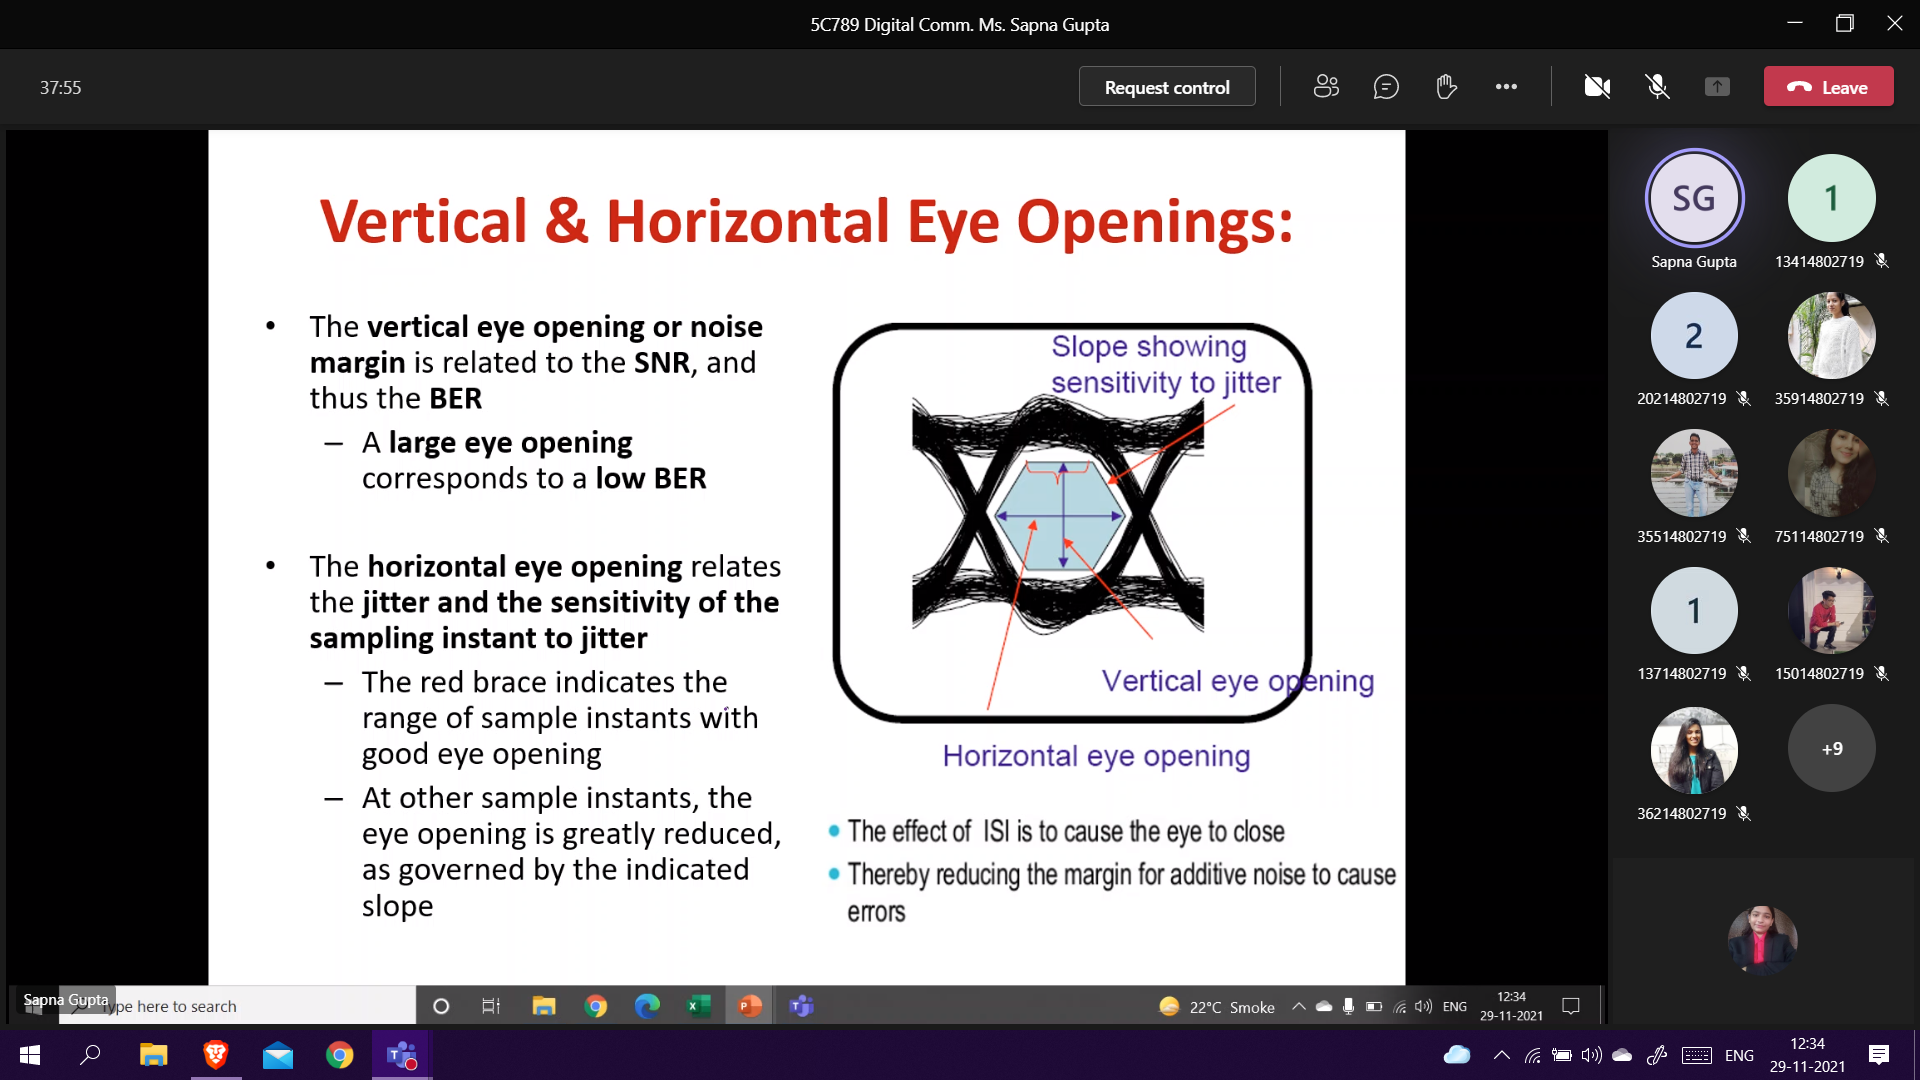 5C789 Digital Comm. Ms. Sapna Gupta
37:55
Request control
Leave
Vertical & Horizontal Eye Openings:
• The vertical eye opening or noise
margin is related to the SNR, and
thus the BER
– A large eye opening
corresponds to a low BER
• The horizontal eye opening relates
the jitter and the sensitivity of the
sampling instant to jitter
– The red brace indicates the
range of sample instants with
good eye opening
– At other sample instants, the
eye opening is greatly reduced,
as governed by the indicated
slope
Slope showing
sensitivity to jitter
Vertical eye opening
Horizontal eye opening
• The effect of ISI is to cause the eye to close
• Thereby reducing the margin for additive noise to cause
errors
SG
Sapna Gupta
1
13414802719
2
20214802719
35914802719
35514802719
75114802719
1
13714802719
15014802719
36214802719
+9
Sapna Gupta
Type here to search
22°C Smoke
ENG
12:34
29-11-2021
ENG
12:34
29-11-2021